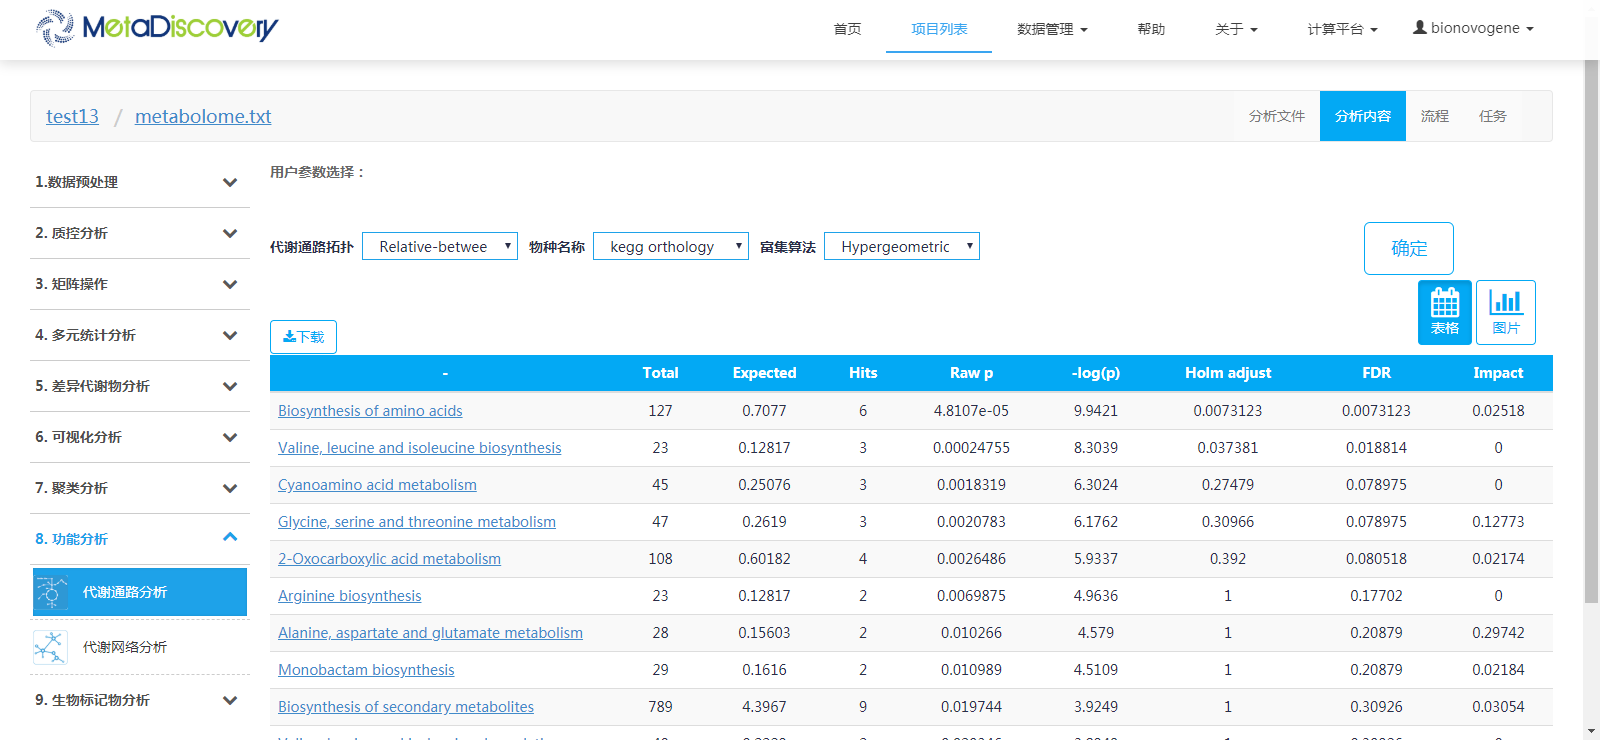 MetaDiscovery
首页 项目列表 数据管理 帮助 关于 计算平台 bionovogene
test13 / metabolome.txt
分析文件 分析内容 流程 任务
1.数据预处理
2. 质控分析
3. 矩阵操作
4. 多元统计分析
5. 差异代谢物分析
6. 可视化分析
7. 聚类分析
8. 功能分析
代谢通路分析
代谢网络分析
9. 生物标记物分析
用户参数选择：
代谢通路拓扑 Relative-betwee 物种名称 kegg orthology 富集算法 Hypergeometric
确定
表格 图片
下载
- Total Expected Hits Raw p -log(p) Holm adjust FDR Impact
Biosynthesis of amino acids 127 0.7077 6 4.8107e-05 9.9421 0.0073123 0.0073123 0.02518
Valine, leucine and isoleucine biosynthesis 23 0.12817 3 0.00024755 8.3039 0.037381 0.018814 0
Cyanoamino acid metabolism 45 0.25076 3 0.0018319 6.3024 0.27479 0.078975 0
Glycine, serine and threonine metabolism 47 0.2619 3 0.0020783 6.1762 0.30966 0.078975 0.12773
2-Oxocarboxylic acid metabolism 108 0.60182 4 0.0026486 5.9337 0.392 0.080518 0.02174
Arginine biosynthesis 23 0.12817 2 0.0069875 4.9636 1 0.17702 0
Alanine, aspartate and glutamate metabolism 28 0.15603 2 0.010266 4.579 1 0.20879 0.29742
Monobactam biosynthesis 29 0.1616 2 0.010989 4.5109 1 0.20879 0.02184
Biosynthesis of secondary metabolites 789 4.3967 9 0.019744 3.9249 1 0.30926 0.03054